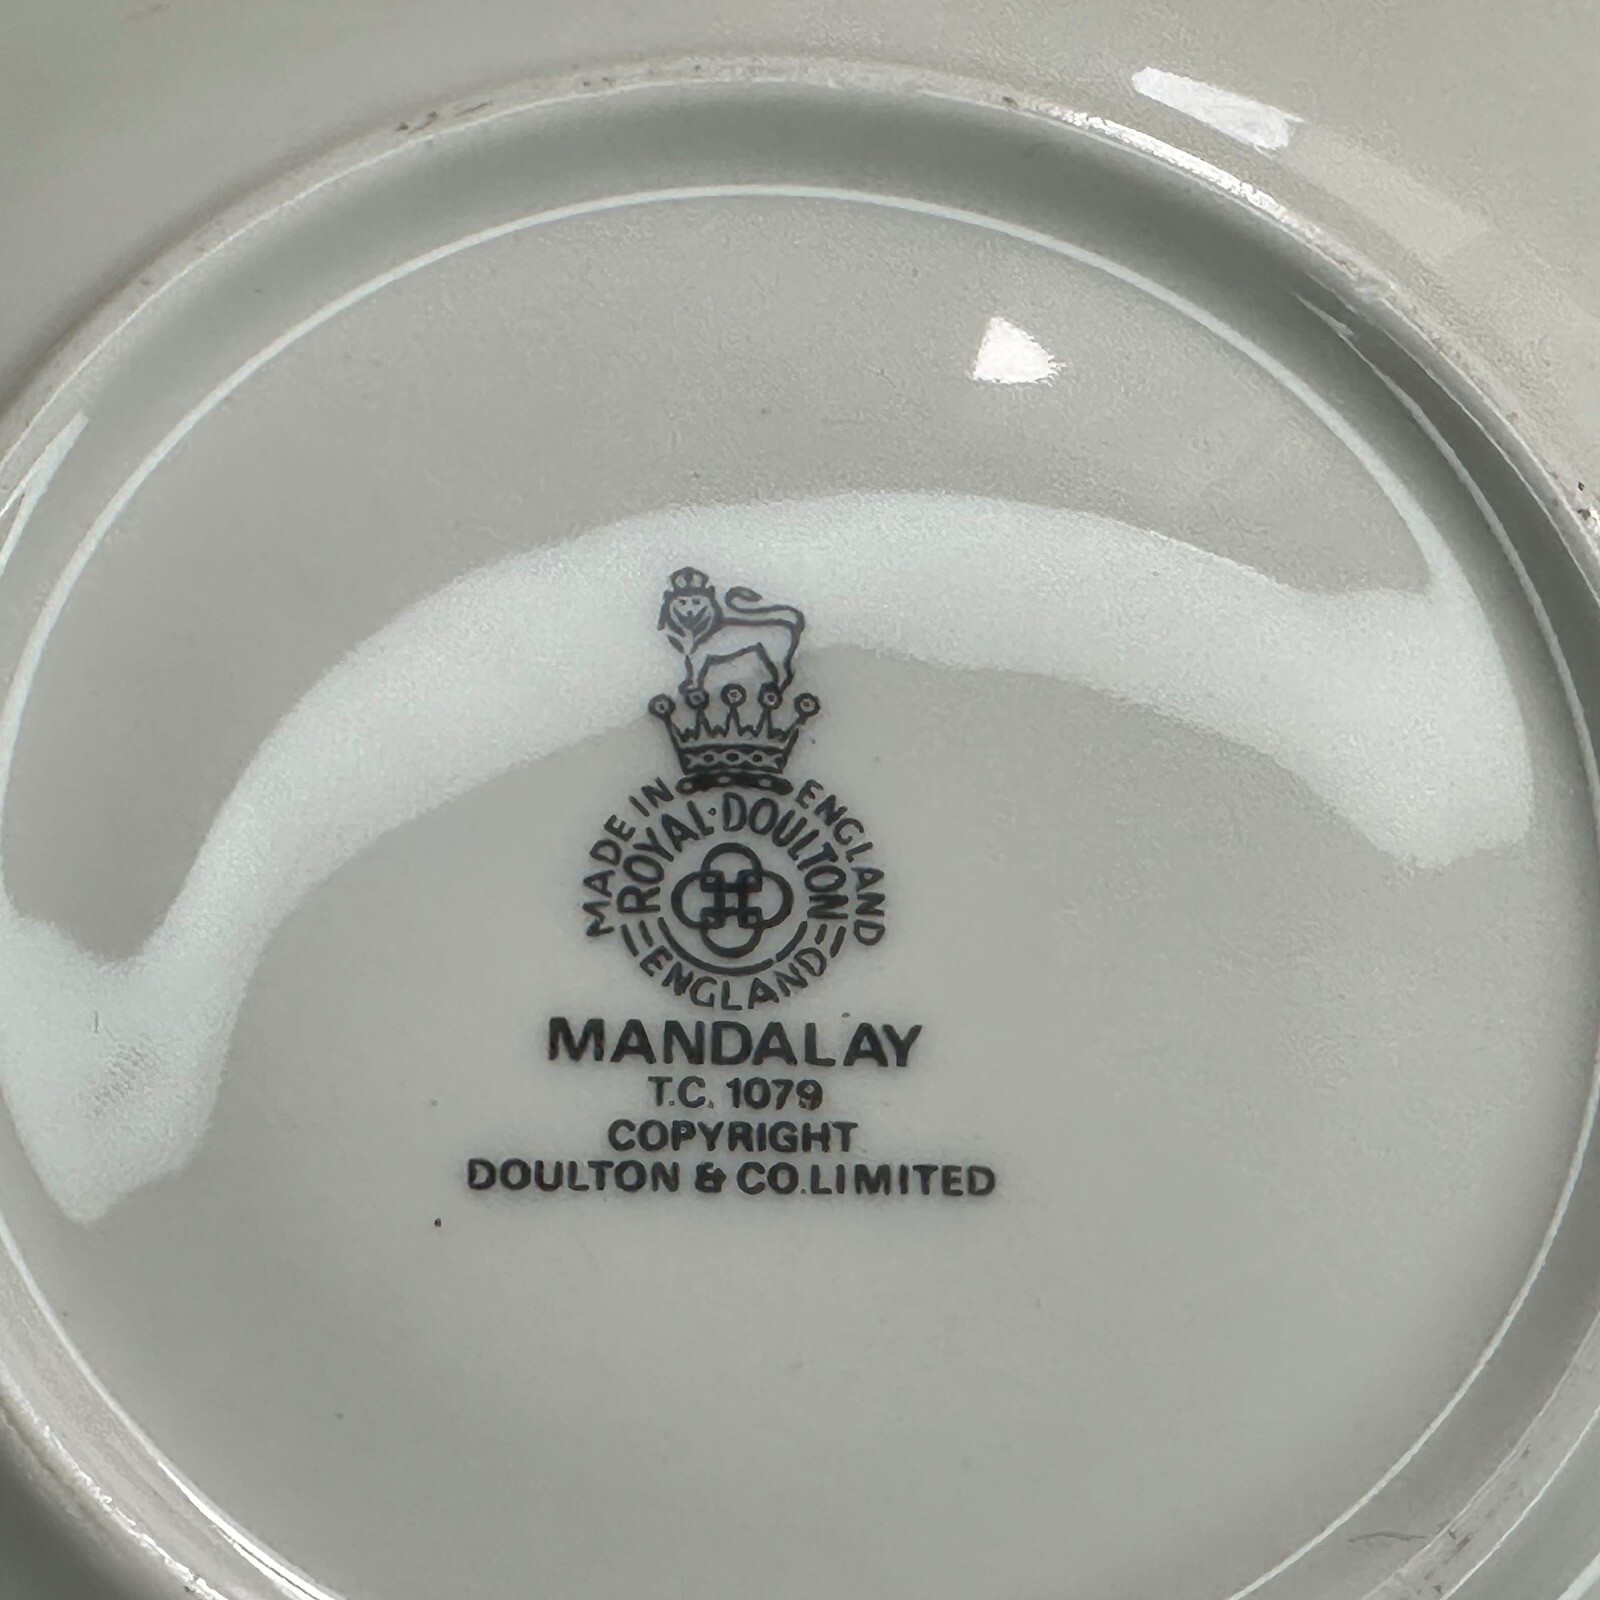 MADE IN ENGLAND
ROYAL·DOULTON
ENGLAND
MANDALAY
T.C. 1079
COPYRIGHT
DOULTON & CO.LIMITED